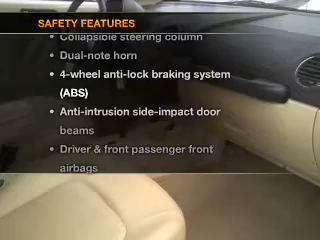 SAFETY FEATURES
• Collapsible steering column
• Dual-note horn
• 4-wheel anti-lock braking system
(ABS)
• Anti-intrusion side-impact door
beams
• Driver & front passenger front
airbags